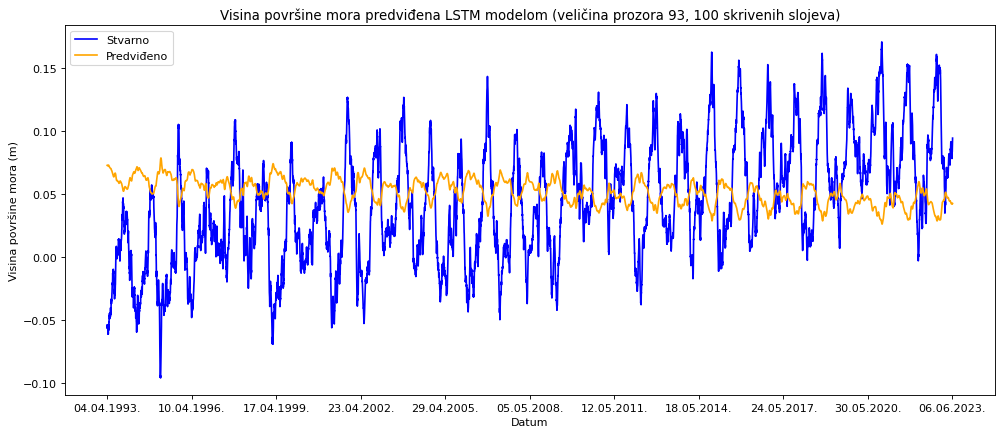 Visina površine mora predviđena LSTM modelom (veličina prozora 93, 100 skrivenih slojeva)
Stvarno
Predviđeno
Visina površine mora (m)
0.15
0.10
0.05
0.00
−0.05
−0.10
04.04.1993. 10.04.1996. 17.04.1999. 23.04.2002. 29.04.2005. 05.05.2008. 12.05.2011. 18.05.2014. 24.05.2017. 30.05.2020. 06.06.2023.
Datum